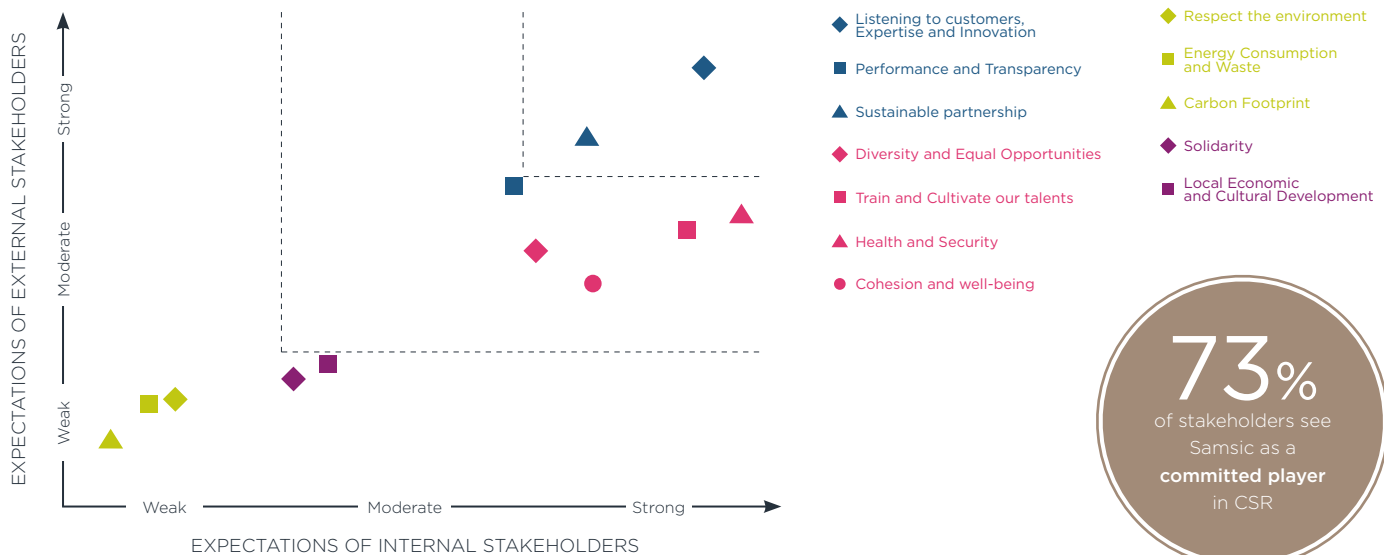 EXPECTATIONS OF EXTERNAL STAKEHOLDERS
Strong
Moderate
Weak
Weak
Moderate
Strong
EXPECTATIONS OF INTERNAL STAKEHOLDERS
Listening to customers,
Expertise and Innovation
Performance and Transparency
Sustainable partnership
Diversity and Equal Opportunities
Train and Cultivate our talents
Health and Security
Cohesion and well-being
Respect the environment
Energy Consumption
and Waste
Carbon Footprint
Solidarity
Local Economic
and Cultural Development
73%
of stakeholders see
Samsic as a
committed player
in CSR